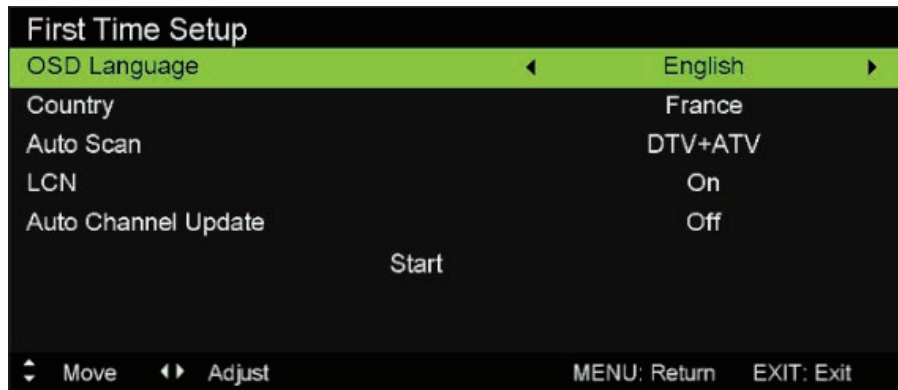 First Time Setup
OSD Language English
Country France
Auto Scan DTV+ATV
LCN On
Auto Channel Update Off
Start
Move Adjust MENU: Return EXIT: Exit